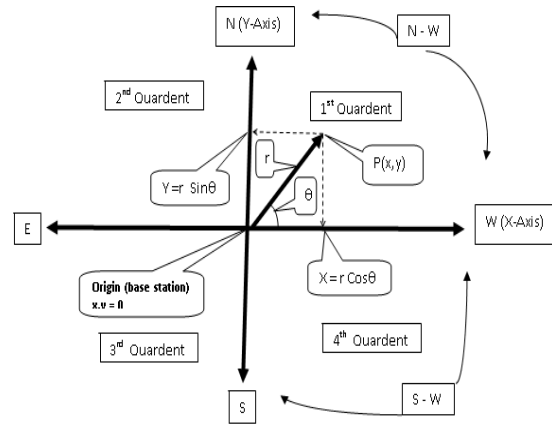 N (Y-Axis)
N - W
2nd Quardent
1st Quardent
r
P(x,y)
Y = r Sinθ
θ
E
W (X-Axis)
Origin (base station)
x,y = 0
X = r Cosθ
3rd Quardent
4th Quardent
S
S - W